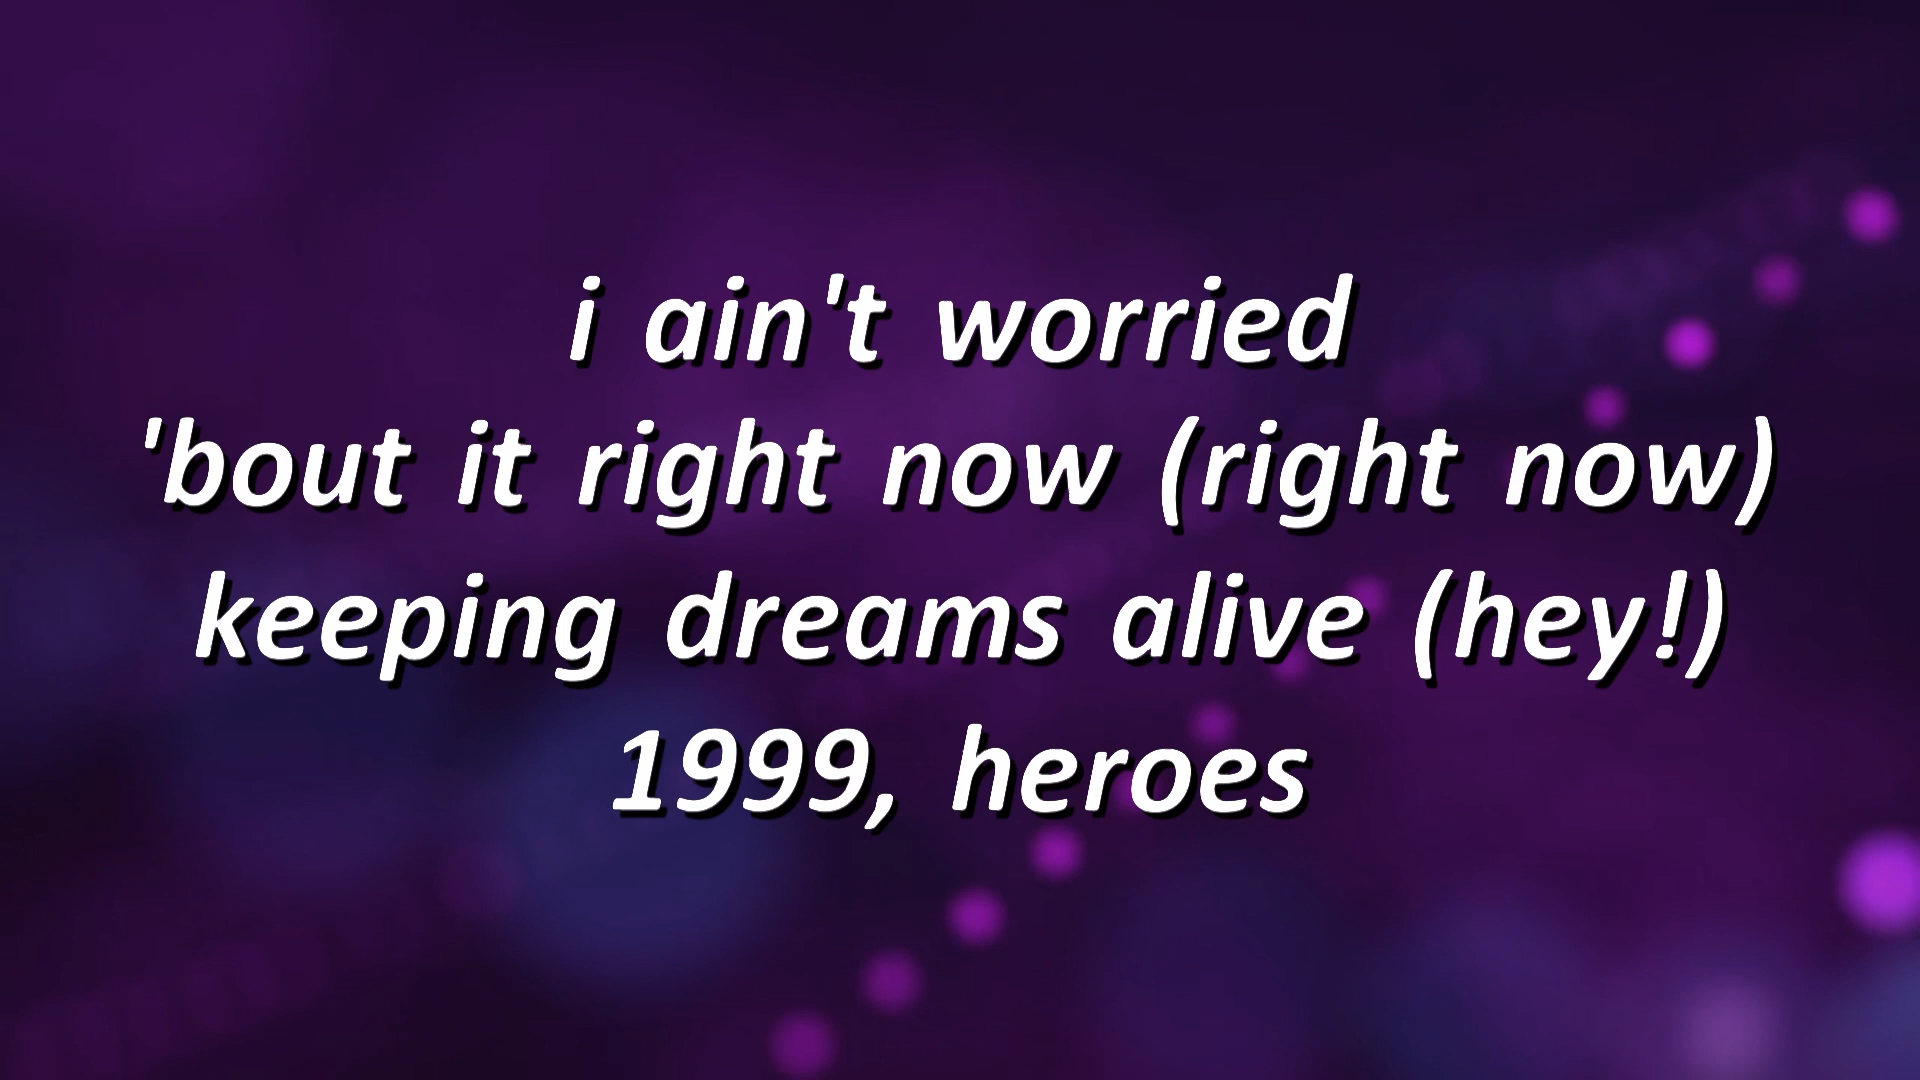 i ain't worried
'bout it right now (right now)
keeping dreams alive (hey!)
1999, heroes